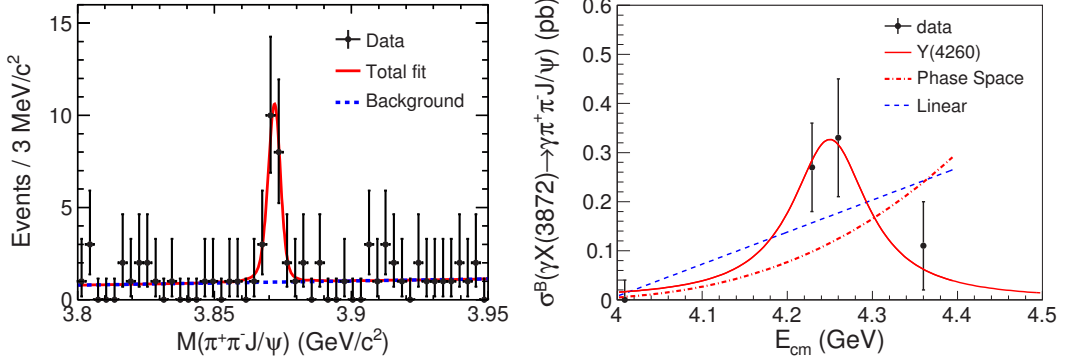 Events / 3 MeV/c²
15
10
5
0
Data
Total fit
Background
3.8
3.85
3.9
3.95
M(π⁺π⁻J/ψ) (GeV/c²)
σᴮ(γX(3872)→γπ⁺π⁻J/ψ) (pb)
0.6
0.5
0.4
0.3
0.2
0.1
0.0
data
Y(4260)
Phase Space
Linear
4
4.1
4.2
4.3
4.4
4.5
E_cm (GeV)